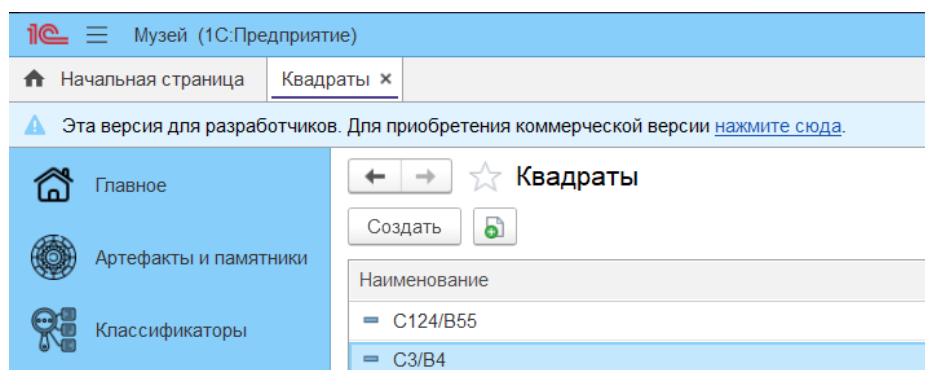 1С Музей (1С:Предприятие)
Начальная страница Квадраты ×
Эта версия для разработчиков. Для приобретения коммерческой версии нажмите сюда.
Главное
Артефакты и памятники
Классификаторы
Квадраты
Создать
Наименование
С124/В55
С3/В4